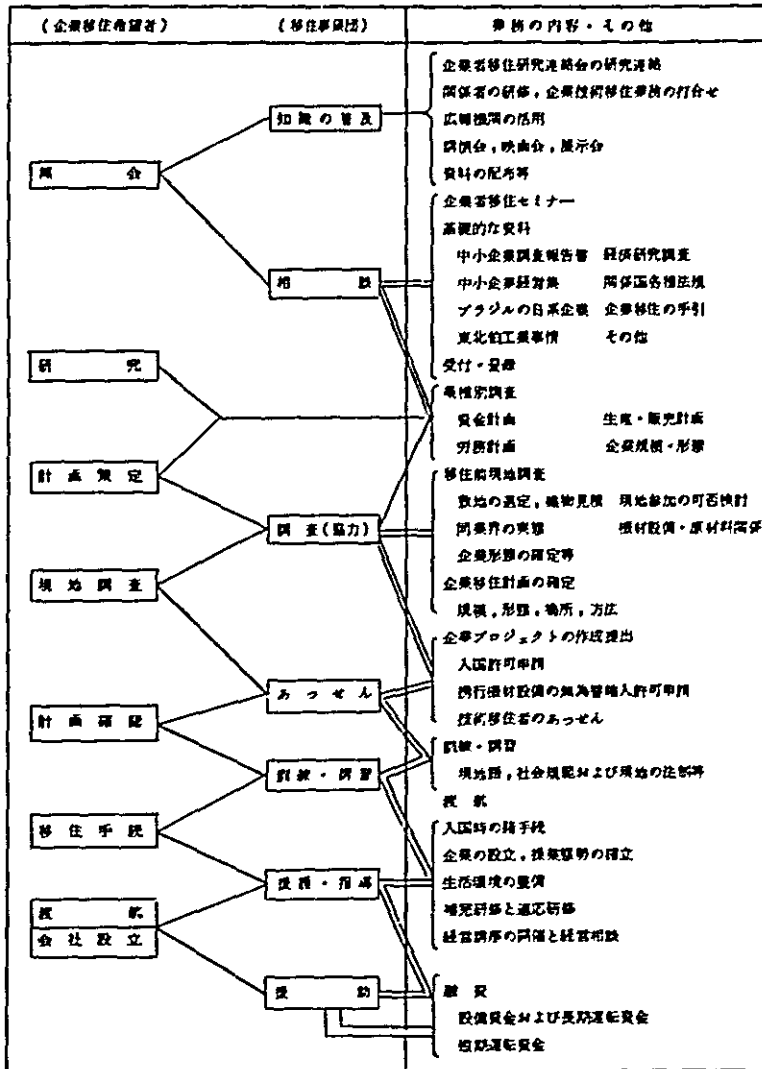 (企業移住希望者)
(移住事業団)
業務の内容・その他
照会
研究
計画策定
現地調査
計画確認
移住手続
渡航
会社設立
知識の普及
相談
調査(協力)
あっせん
訓練・講習
援護・指導
援助
企業者移住研究連絡会の研究連絡
関係者の研修,企業技術移住業務の打合せ
広報機関の活用
講演会,映画会,展示会
資料の配布等
企業者移住セミナー
基礎的な資料
中小企業調査報告書 経済研究調査
中小企業経営集 関係国各種法規
ブラジルの日系企業 企業移住の手引
東北伯工業事情 その他
受付・登録
業種別調査
資金計画 生産・販売計画
労務計画 企業規模・形態
移住前現地調査
敷地の選定,建物見積 現地参加の可否検討
同業界の実態 機材設備・原材料関係
企業形態の確定等
企業移住計画の確定
規模,形態,場所,方法
企業プロジェクトの作成提出
入国許可申請
携行機材設備の無為替輸入許可申請
技術移住者のあっせん
訓練・講習
現地語,社会規範および現地の法制等
渡航
入国時の諸手続
企業の設立,操業態勢の確立
生活環境の整備
補完研修と適応研修
経営講座の開催と経営相談
融資
設備資金および長期運転資金
短期運転資金